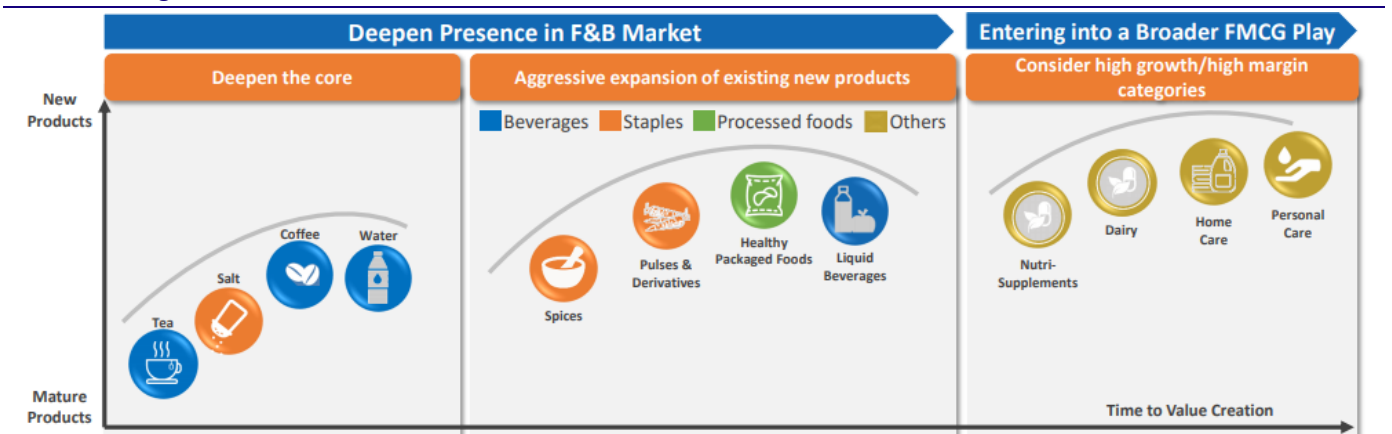 Deepen Presence in F&B Market
Entering into a Broader FMCG Play
Deepen the core
Aggressive expansion of existing new products
Consider high growth/high margin
categories
New
Products
Beverages Staples Processed foods Others
Coffee
Water
Salt
Tea
Spices
Pulses &
Derivatives
Healthy
Packaged Foods
Liquid
Beverages
Nutri-
Supplements
Dairy
Home
Care
Personal
Care
Mature
Products
Time to Value Creation